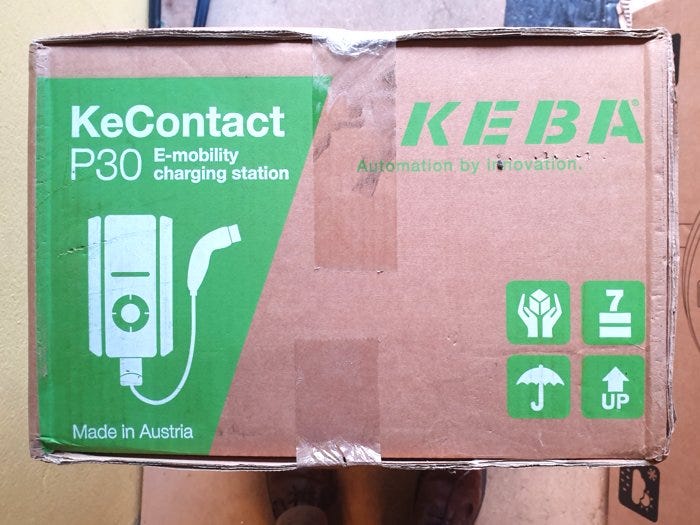 KeContact
P30 E-mobility
charging station
KEBA
Automation by innovation.
7
UP
Made in Austria